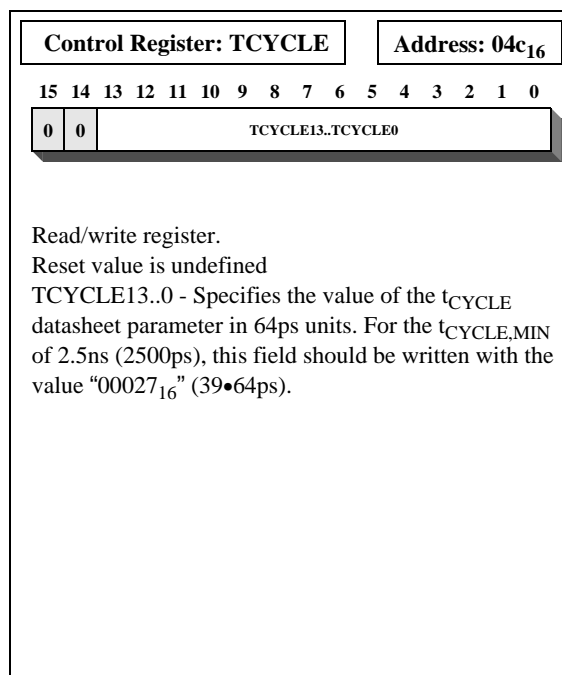 Control Register: TCYCLE Address: 04c16
15 14 13 12 11 10 9 8 7 6 5 4 3 2 1 0
0 0 TCYCLE13..TCYCLE0
Read/write register.
Reset value is undefined
TCYCLE13..0 - Specifies the value of the tCYCLE
datasheet parameter in 64ps units. For the tCYCLE,MIN
of 2.5ns (2500ps), this field should be written with the
value “0002716” (39•64ps).